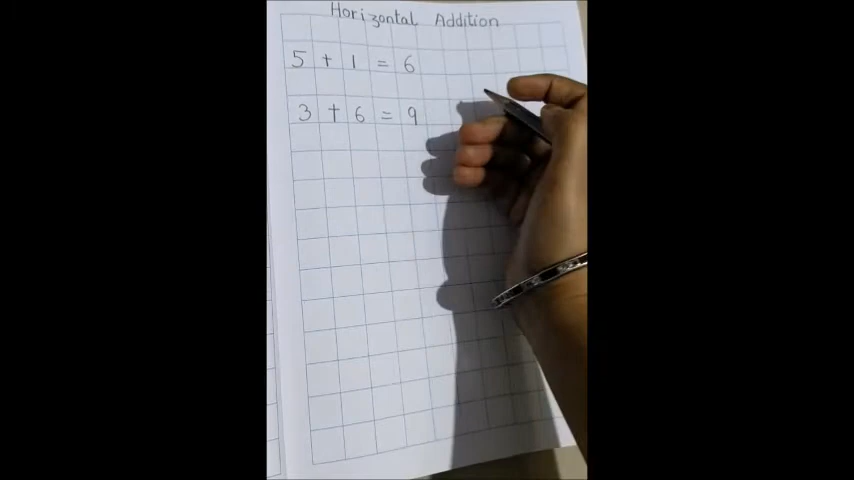 Horizontal Addition
5 + 1 = 6
3 + 6 = 9